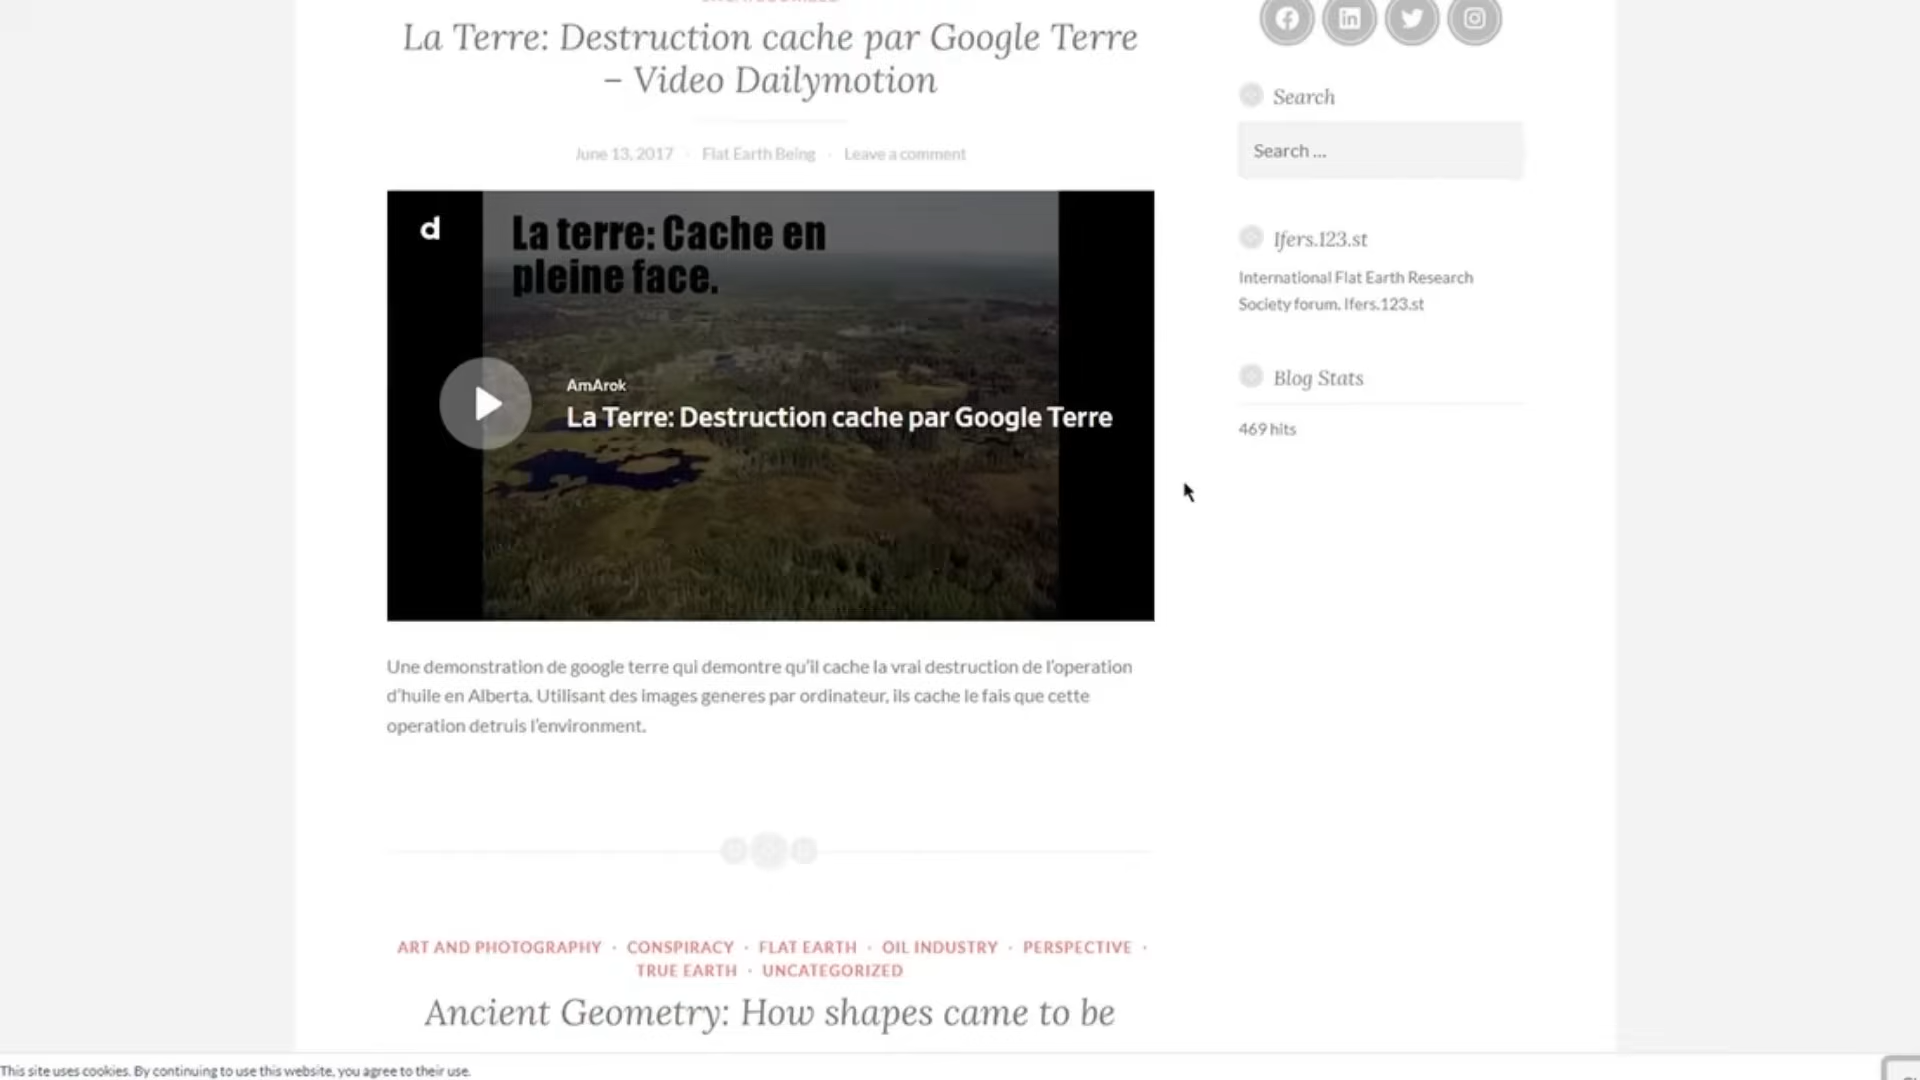 La Terre: Destruction cache par Google Terre
– Video Dailymotion
June 13, 2017 · Flat Earth Being · Leave a comment
d
La terre: Cache en
pleine face.
AmArok
La Terre: Destruction cache par Google Terre
Une demonstration de google terre qui demontre qu'il cache la vrai destruction de l'operation
d'huile en Alberta. Utilisant des images generes par ordinateur, ils cache le fais que cette
operation detruis l'environment.
ART AND PHOTOGRAPHY · CONSPIRACY · FLAT EARTH · OIL INDUSTRY · PERSPECTIVE ·
TRUE EARTH · UNCATEGORIZED
Ancient Geometry: How shapes came to be
Search
Search ...
Ifers.123.st
International Flat Earth Research
Society forum. Ifers.123.st
Blog Stats
469 hits
This site uses cookies. By continuing to use this website, you agree to their use.